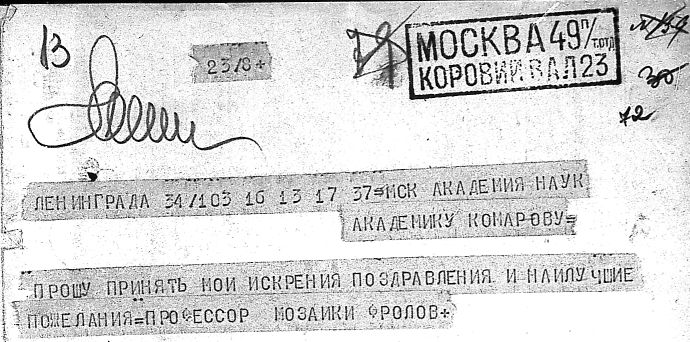 13
23/8+
МОСКВА 49 П/Т.ОТД
КОРОВИЙ ВАЛ 23
72
ЛЕНИНГРАДА 34/103 16 13 17 37=МСК АКАДЕМИЯ НАУК
АКАДЕМИКУ КОМАРОВУ=
ПРОШУ ПРИНЯТЬ МОИ ИСКРЕНИЯ ПОЗДРАВЛЕНИЯ И НАИЛУЧШИЕ
ПОЖЕЛАНИЯ=ПРОФЕССОР МОЗАИКИ ФРОЛОВ+